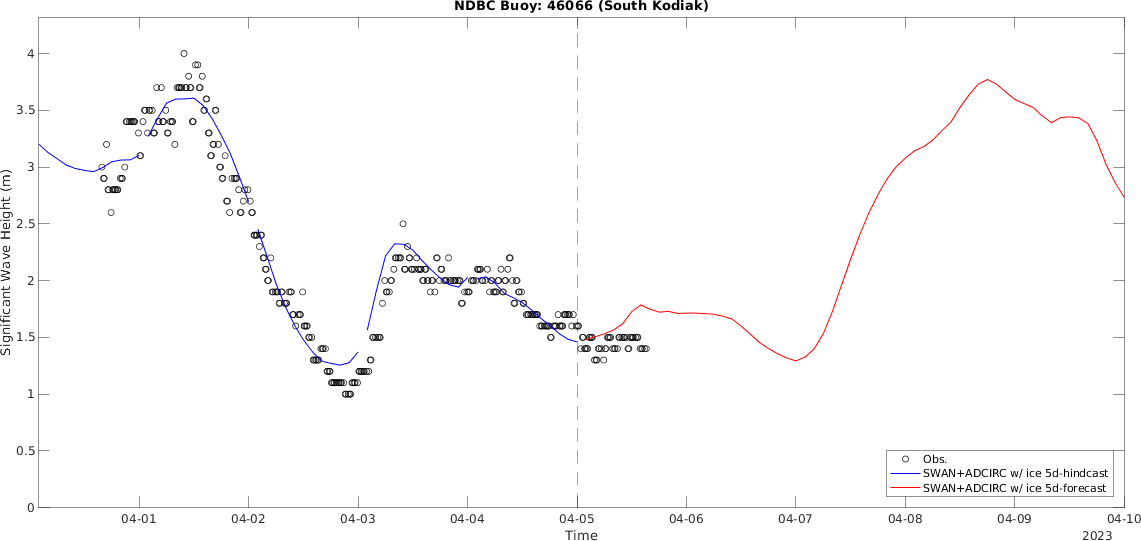 NDBC Buoy: 46066 (South Kodiak)
Significant Wave Height (m)
4
3.5
3
2.5
2
1.5
1
0.5
0
04-01 04-02 04-03 04-04 04-05 04-06 04-07 04-08 04-09 04-10
Time
2023
Obs.
SWAN+ADCIRC w/ ice 5d-hindcast
SWAN+ADCIRC w/ ice 5d-forecast